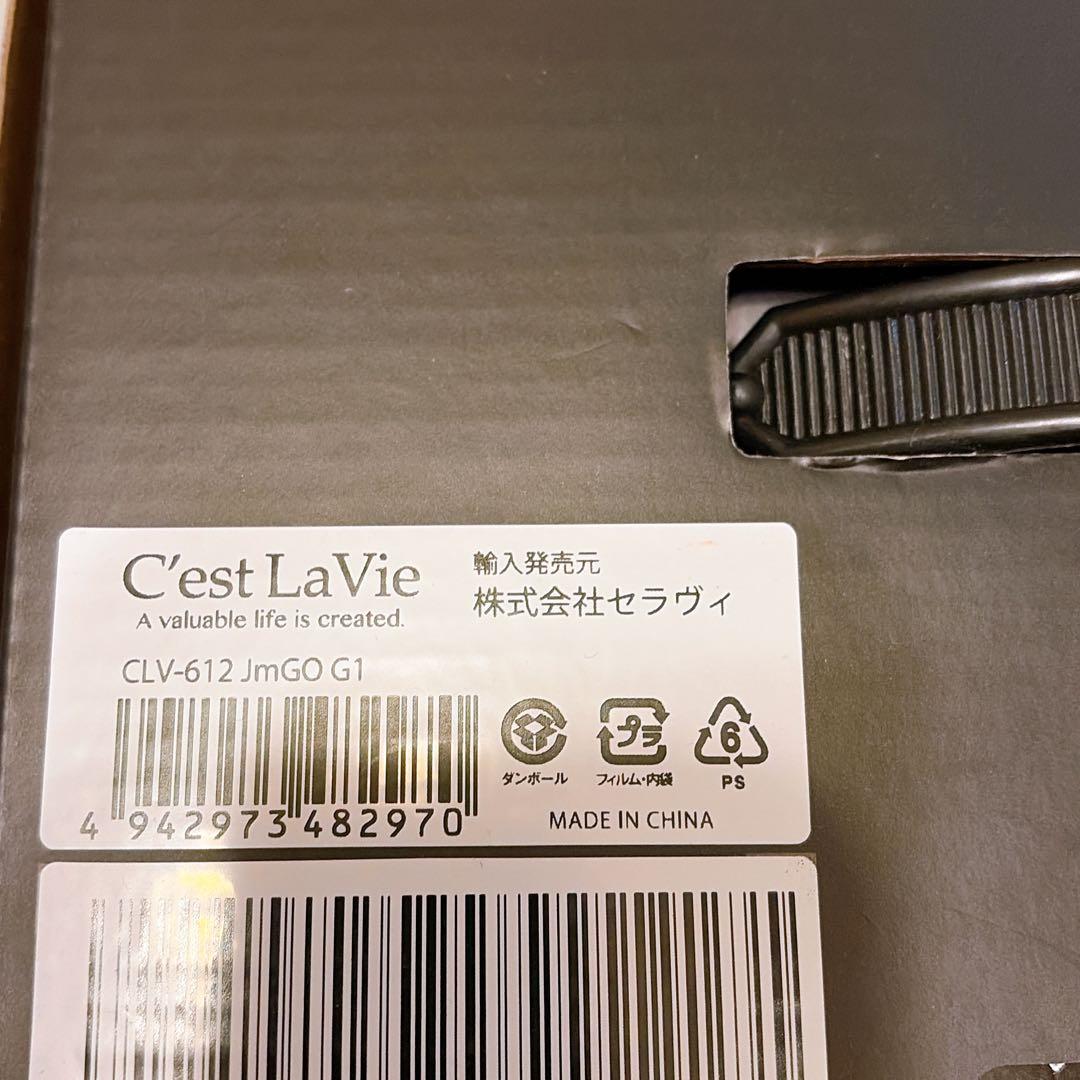 C'est LaVie
A valuable life is created.
輸入発売元
株式会社セラヴィ
CLV-612 JmGO G1
4 942973 482970
ダンボール
プラ
フィルム・内袋
6
PS
MADE IN CHINA